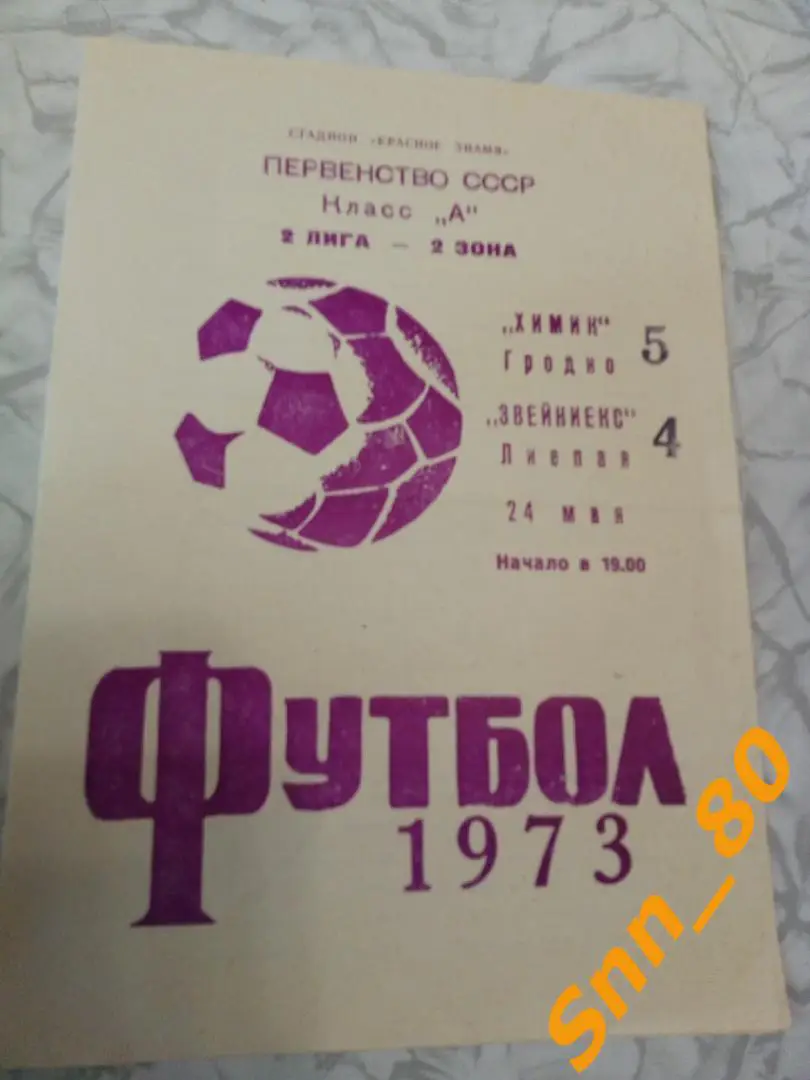 СТАДИОН «КРАСНОЕ ЗНАМЯ»
ПЕРВЕНСТВО СССР
Класс „А"
2 ЛИГА — 2 ЗОНА
„ХИМИК"
Гродно 5
„ЗВЕЙНИЕКС"
Лиепая 4
24 мая
Начало в 19.00
ФУТБОЛ
1973
Snn_80